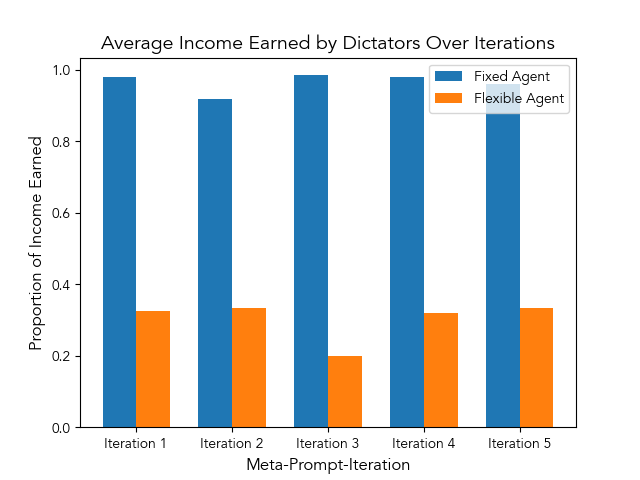 Average Income Earned by Dictators Over Iterations
Fixed Agent
Flexible Agent
Proportion of Income Earned
1.0
0.8
0.6
0.4
0.2
0.0
Iteration 1
Iteration 2
Iteration 3
Iteration 4
Iteration 5
Meta-Prompt-Iteration